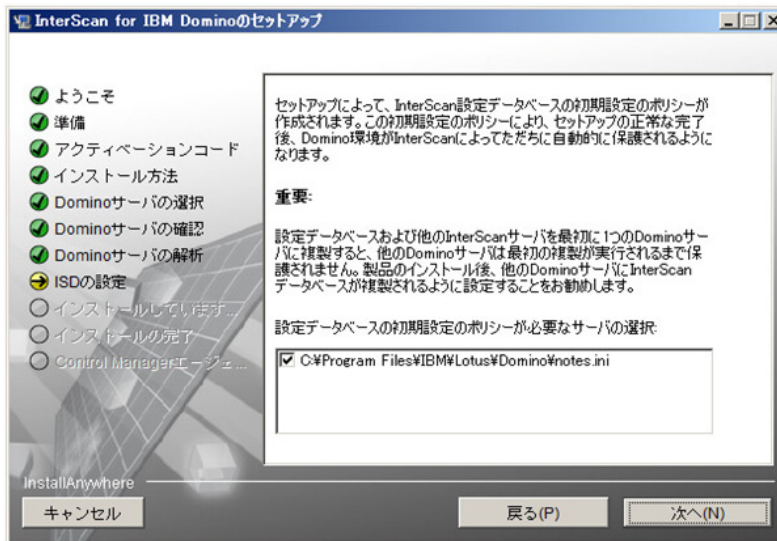 InterScan for IBM Dominoのセットアップ
ようこそ
準備
アクティベーションコード
インストール方法
Dominoサーバの選択
Dominoサーバの確認
Dominoサーバの解析
ISDの設定
インストールしています...
インストールの完了
Control Managerエージェ...
セットアップによって、InterScan設定データベースの初期設定のポリシーが
作成されます。この初期設定のポリシーにより、セットアップの正常な完了
後、Domino環境がInterScanによってただちに自動的に保護されるように
なります。
重要:
設定データベースおよび他のInterScanサーバを最初に1つのDominoサー
バに複製すると、他のDominoサーバは最初の複製が実行されるまで保
護されません。製品のインストール後、他のDominoサーバにInterScan
データベースが複製されるように設定することをお勧めします。
設定データベースの初期設定のポリシーが必要なサーバの選択:
C:¥Program Files¥IBM¥Lotus¥Domino¥notes.ini
InstallAnywhere
キャンセル
戻る(P)
次へ(N)